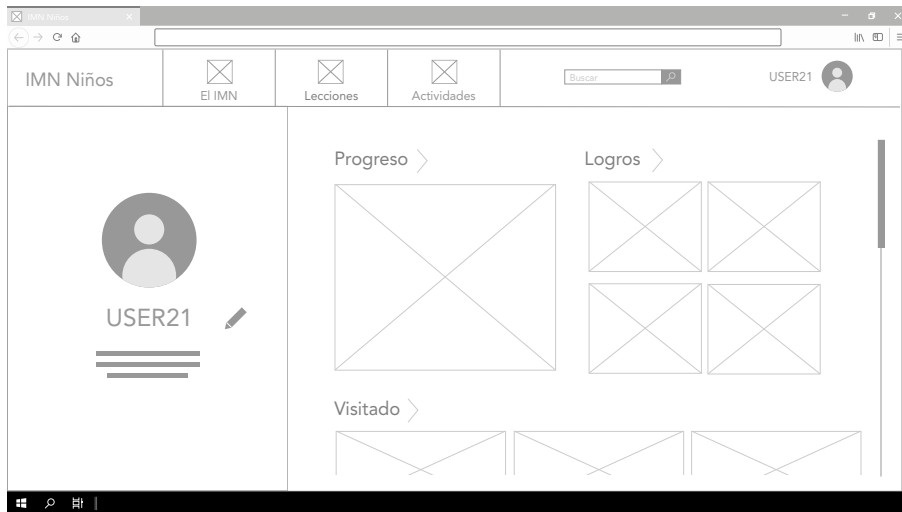 IMN Niños
IMN Niños
El IMN
Lecciones
Actividades
Buscar
USER21
Progreso
Logros
USER21
Visitado